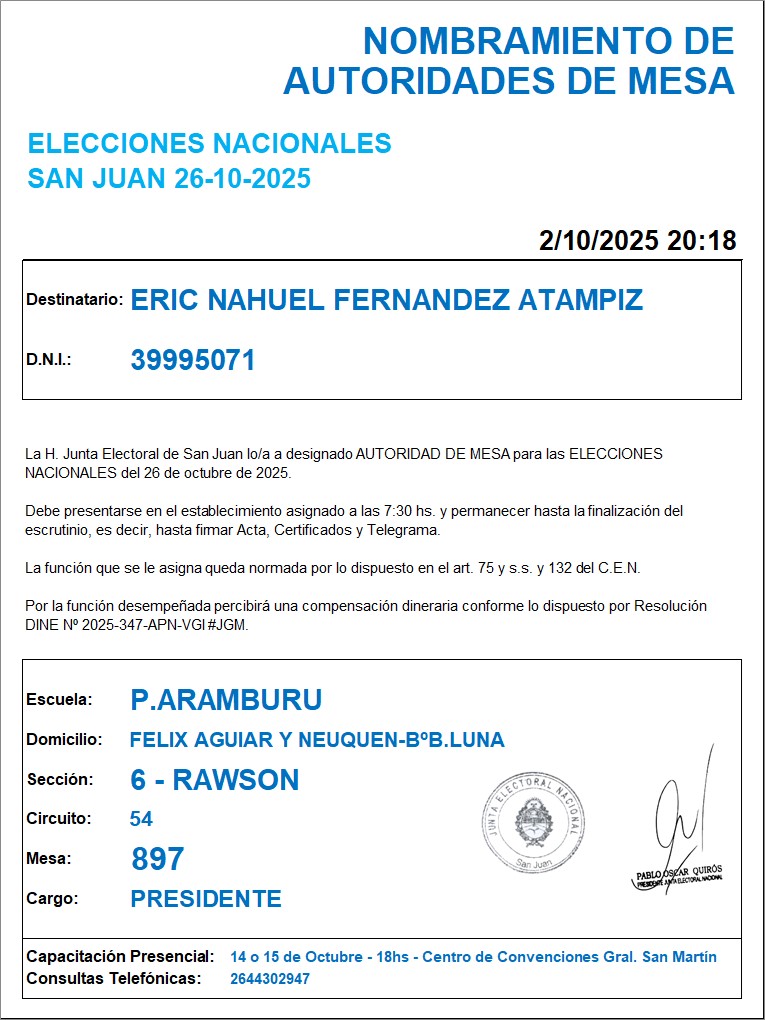 NOMBRAMIENTO DE
AUTORIDADES DE MESA
ELECCIONES NACIONALES
SAN JUAN 26-10-2025
2/10/2025 20:18
Destinatario: ERIC NAHUEL FERNANDEZ ATAMPIZ
D.N.I.: 39995071
La H. Junta Electoral de San Juan lo/a a designado AUTORIDAD DE MESA para las ELECCIONES
NACIONALES del 26 de octubre de 2025.
Debe presentarse en el establecimiento asignado a las 7:30 hs. y permanecer hasta la finalización del
escrutinio, es decir, hasta firmar Acta, Certificados y Telegrama.
La función que se le asigna queda normada por lo dispuesto en el art. 75 y s.s. y 132 del C.E.N.
Por la función desempeñada percibirá una compensación dineraria conforme lo dispuesto por Resolución
DINE Nº 2025-347-APN-VGI#JGM.
Escuela: P.ARAMBURU
Domicilio: FELIX AGUIAR Y NEUQUEN-BºB.LUNA
Sección: 6 - RAWSON
Circuito: 54
Mesa: 897
Cargo: PRESIDENTE
JUNTA ELECTORAL NACIONAL
San Juan
PABLO OSCAR QUIRÓS
PRESIDENTE JUNTA ELECTORAL NACIONAL
Capacitación Presencial: 14 o 15 de Octubre - 18hs - Centro de Convenciones Gral. San Martín
Consultas Telefónicas: 2644302947